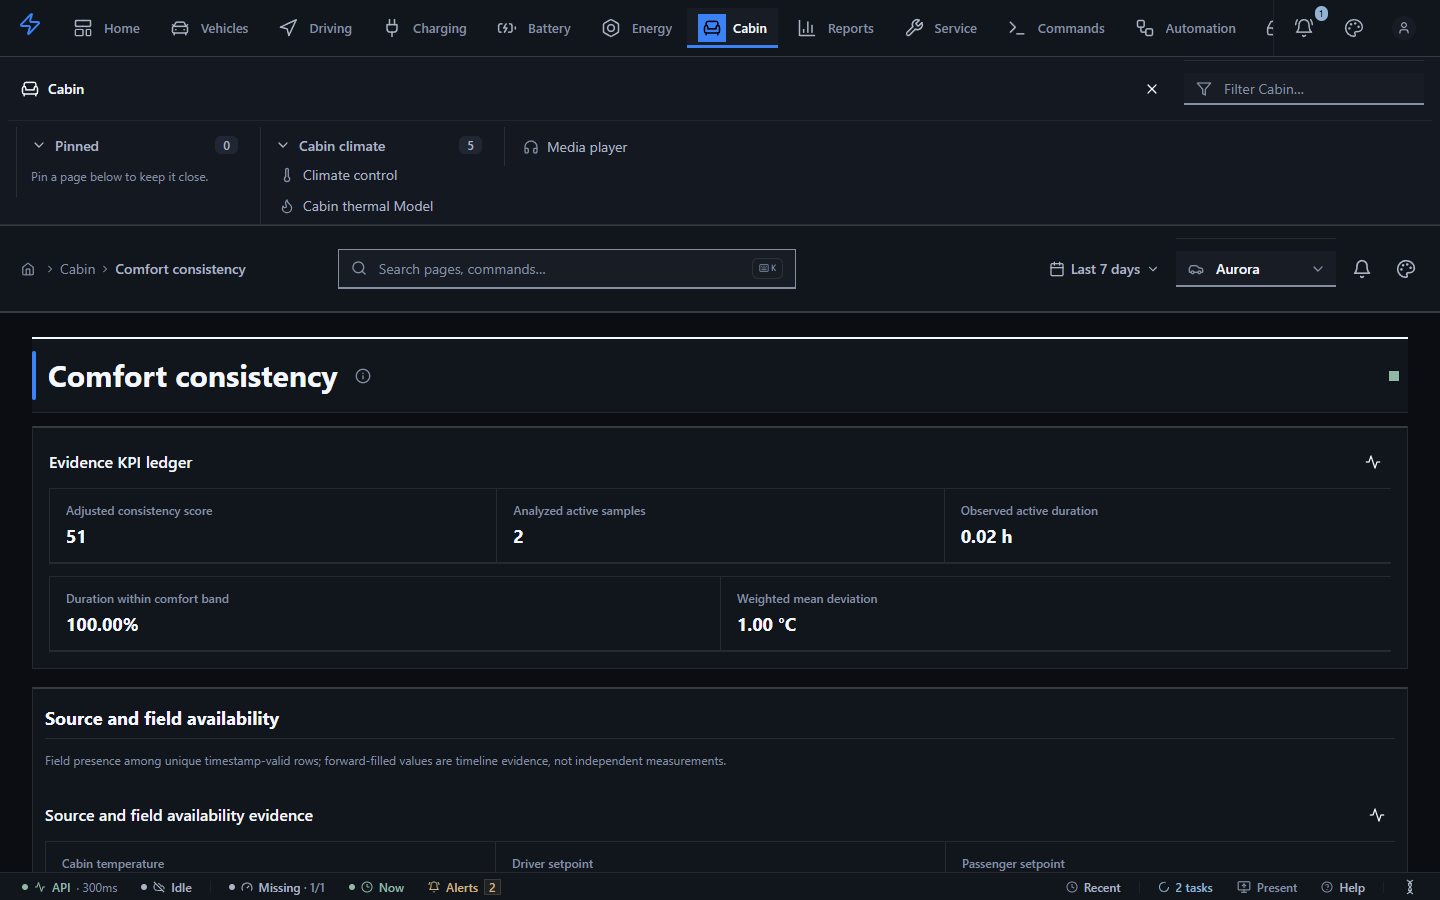 Home
Vehicles
Driving
Charging
Battery
Energy
Cabin
Reports
Service
Commands
Automation
1
Cabin
Filter Cabin...
Pinned
0
Pin a page below to keep it close.
Cabin climate
5
Climate control
Cabin thermal Model
Media player
Cabin
Comfort consistency
Search pages, commands...
K
Last 7 days
Aurora
Comfort consistency
Evidence KPI ledger
Adjusted consistency score
51
Analyzed active samples
2
Observed active duration
0.02 h
Duration within comfort band
100.00%
Weighted mean deviation
1.00 °C
Source and field availability
Field presence among unique timestamp-valid rows; forward-filled values are timeline evidence, not independent measurements.
Source and field availability evidence
Cabin temperature
Driver setpoint
Passenger setpoint
API · 300ms
Idle
Missing · 1/1
Now
Alerts 2
Recent
2 tasks
Present
Help